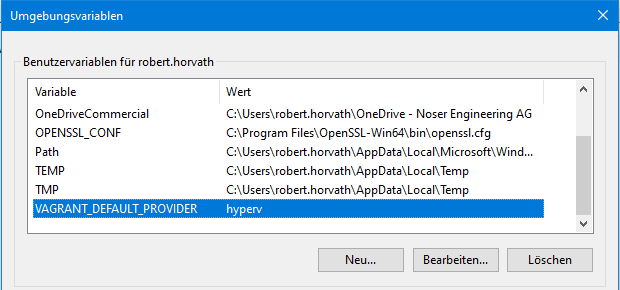 Umgebungsvariablen
Benutzervariablen für robert.horvath
Variable Wert
OneDriveCommercial C:\Users\robert.horvath\OneDrive - Noser Engineering AG
OPENSSL_CONF C:\Program Files\OpenSSL-Win64\bin\openssl.cfg
Path C:\Users\robert.horvath\AppData\Local\Microsoft\Wind...
TEMP C:\Users\robert.horvath\AppData\Local\Temp
TMP C:\Users\robert.horvath\AppData\Local\Temp
VAGRANT_DEFAULT_PROVIDER hyperv
Neu... Bearbeiten... Löschen